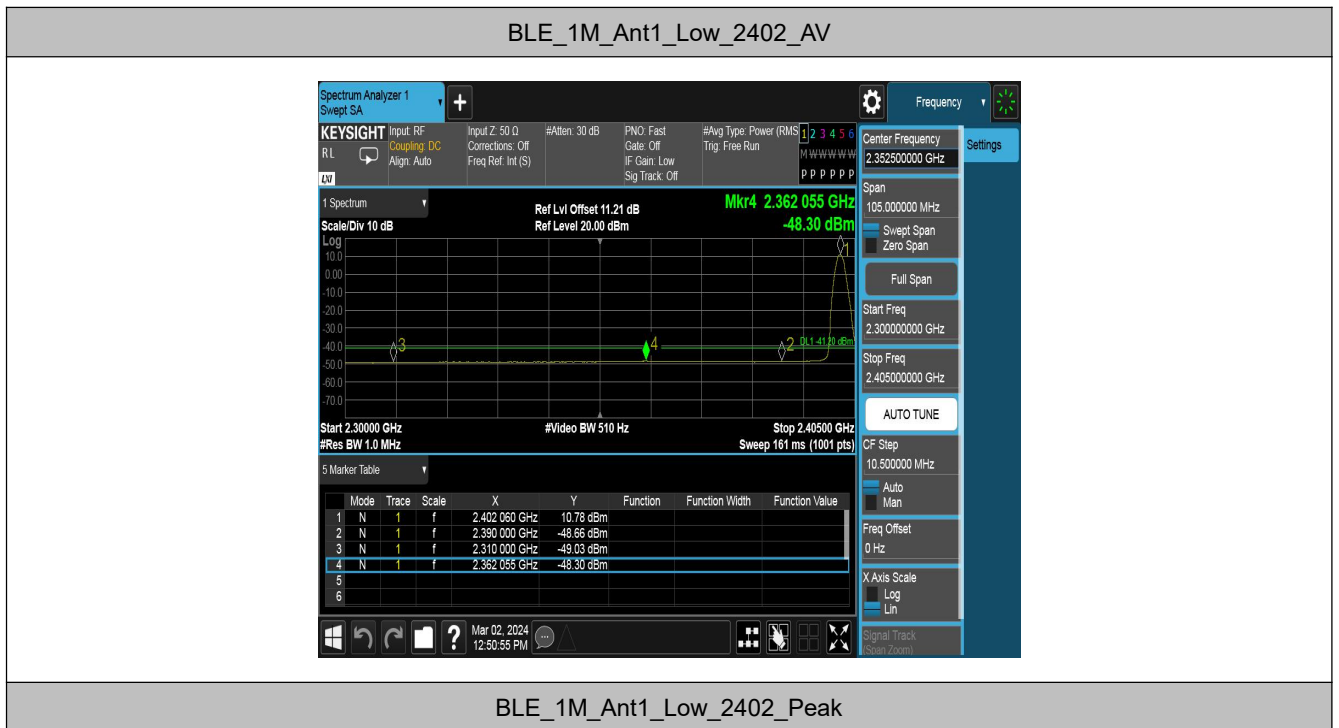 BLE_1M_Ant1_Low_2402_AV
Spectrum Analyzer 1
Swept SA
+
Frequency
KEYSIGHT
RL
LXI
Input: RF
Coupling: DC
Align: Auto
Input Z: 50 Ω
Corrections: Off
Freq Ref: Int (S)
#Atten: 30 dB
PNO: Fast
Gate: Off
IF Gain: Low
Sig Track: Off
#Avg Type: Power (RMS
Trig: Free Run
1 2 3 4 5 6
M W W W W W
P P P P P P
1 Spectrum
Scale/Div 10 dB
Ref Lvl Offset 11.21 dB
Ref Level 20.00 dBm
Mkr4 2.362 055 GHz
-48.30 dBm
Log
10.0
0.00
-10.0
-20.0
-30.0
-40.0
-50.0
-60.0
-70.0
1
3
4
2
DL1 -41.20 dBm
Start 2.30000 GHz
#Res BW 1.0 MHz
#Video BW 510 Hz
Stop 2.40500 GHz
Sweep 161 ms (1001 pts)
5 Marker Table
Mode Trace Scale X Y Function Function Width Function Value
1 N 1 f 2.402 060 GHz 10.78 dBm
2 N 1 f 2.390 000 GHz -48.66 dBm
3 N 1 f 2.310 000 GHz -49.03 dBm
4 N 1 f 2.362 055 GHz -48.30 dBm
5
6
?
Mar 02, 2024
12:50:55 PM
Center Frequency
2.352500000 GHz
Settings
Span
105.000000 MHz
Swept Span
Zero Span
Full Span
Start Freq
2.300000000 GHz
Stop Freq
2.405000000 GHz
AUTO TUNE
CF Step
10.500000 MHz
Auto
Man
Freq Offset
0 Hz
X Axis Scale
Log
Lin
Signal Track
(Span Zoom)
BLE_1M_Ant1_Low_2402_Peak